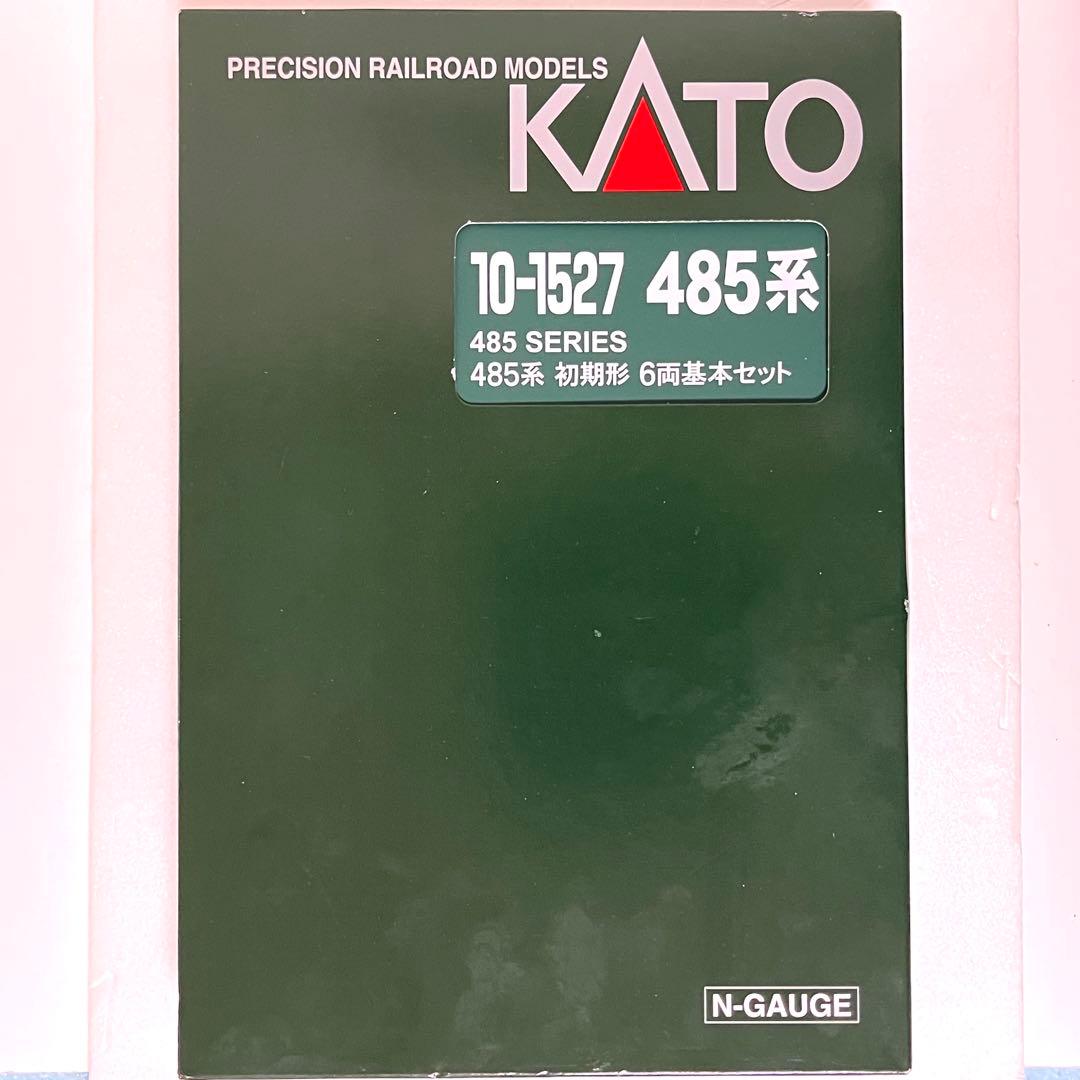 PRECISION RAILROAD MODELS
KATO
10-1527 485系
485 SERIES
485系 初期形 6両基本セット
N-GAUGE